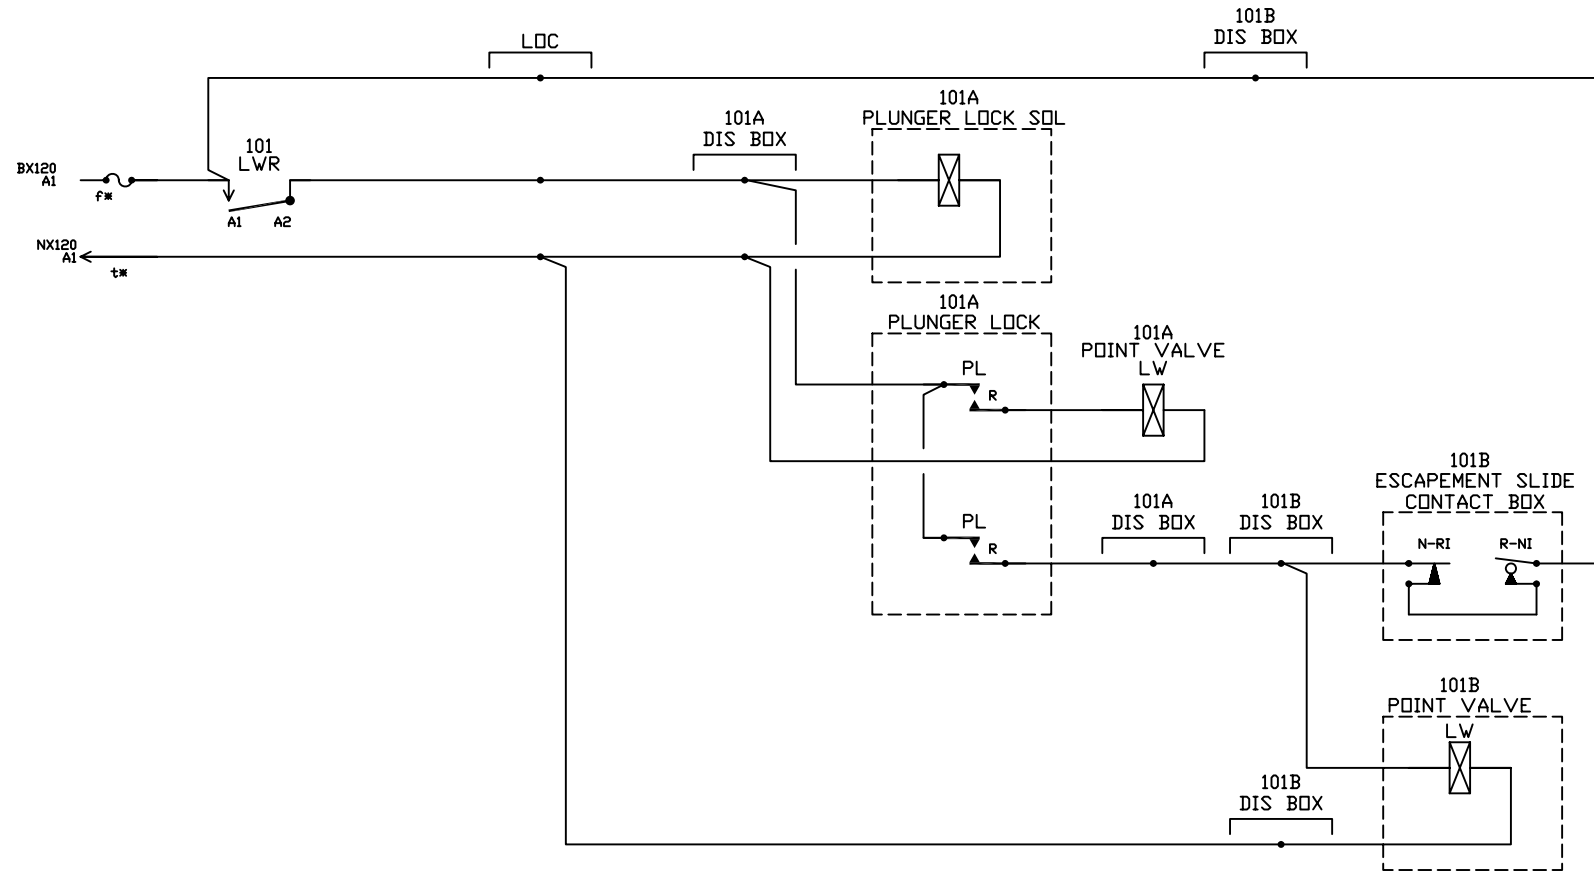 101B
DIS BOX
LOC
101A
PLUNGER LOCK SOL
101A
DIS BOX
101
LWR
BX120
A1
f*
A1 A2
NX120
A1
t*
101A
PLUNGER LOCK
101A
POINT VALVE
LW
PL
R
101B
ESCAPEMENT SLIDE
CONTACT BOX
101A
DIS BOX
101B
DIS BOX
PL
R
N-RI R-NI
101B
POINT VALVE
LW
101B
DIS BOX